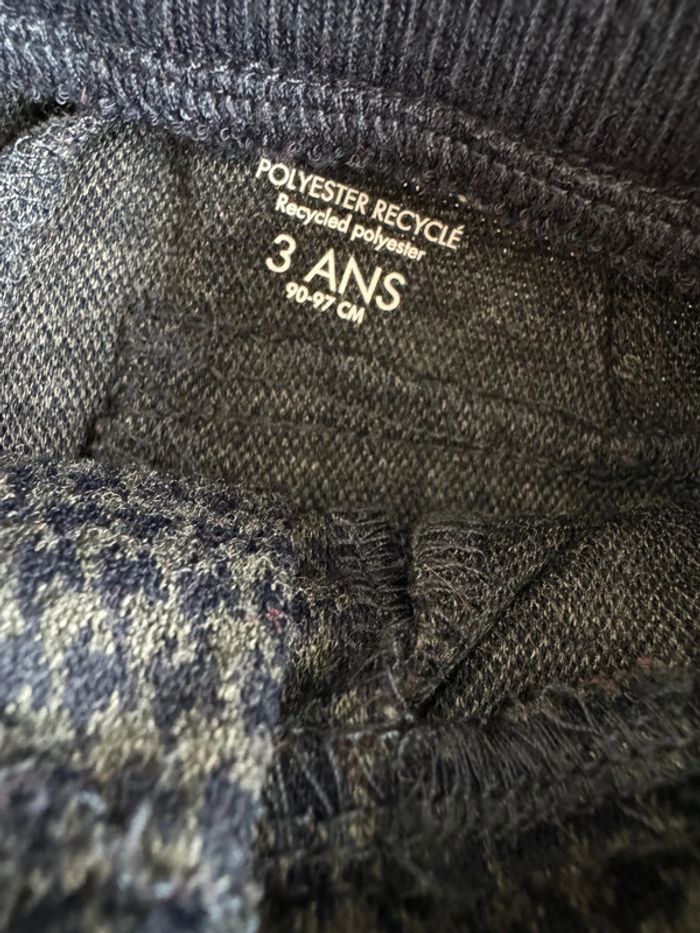 POLYESTER RECYCLÉ
Recycled polyester
3 ANS
90-97 CM